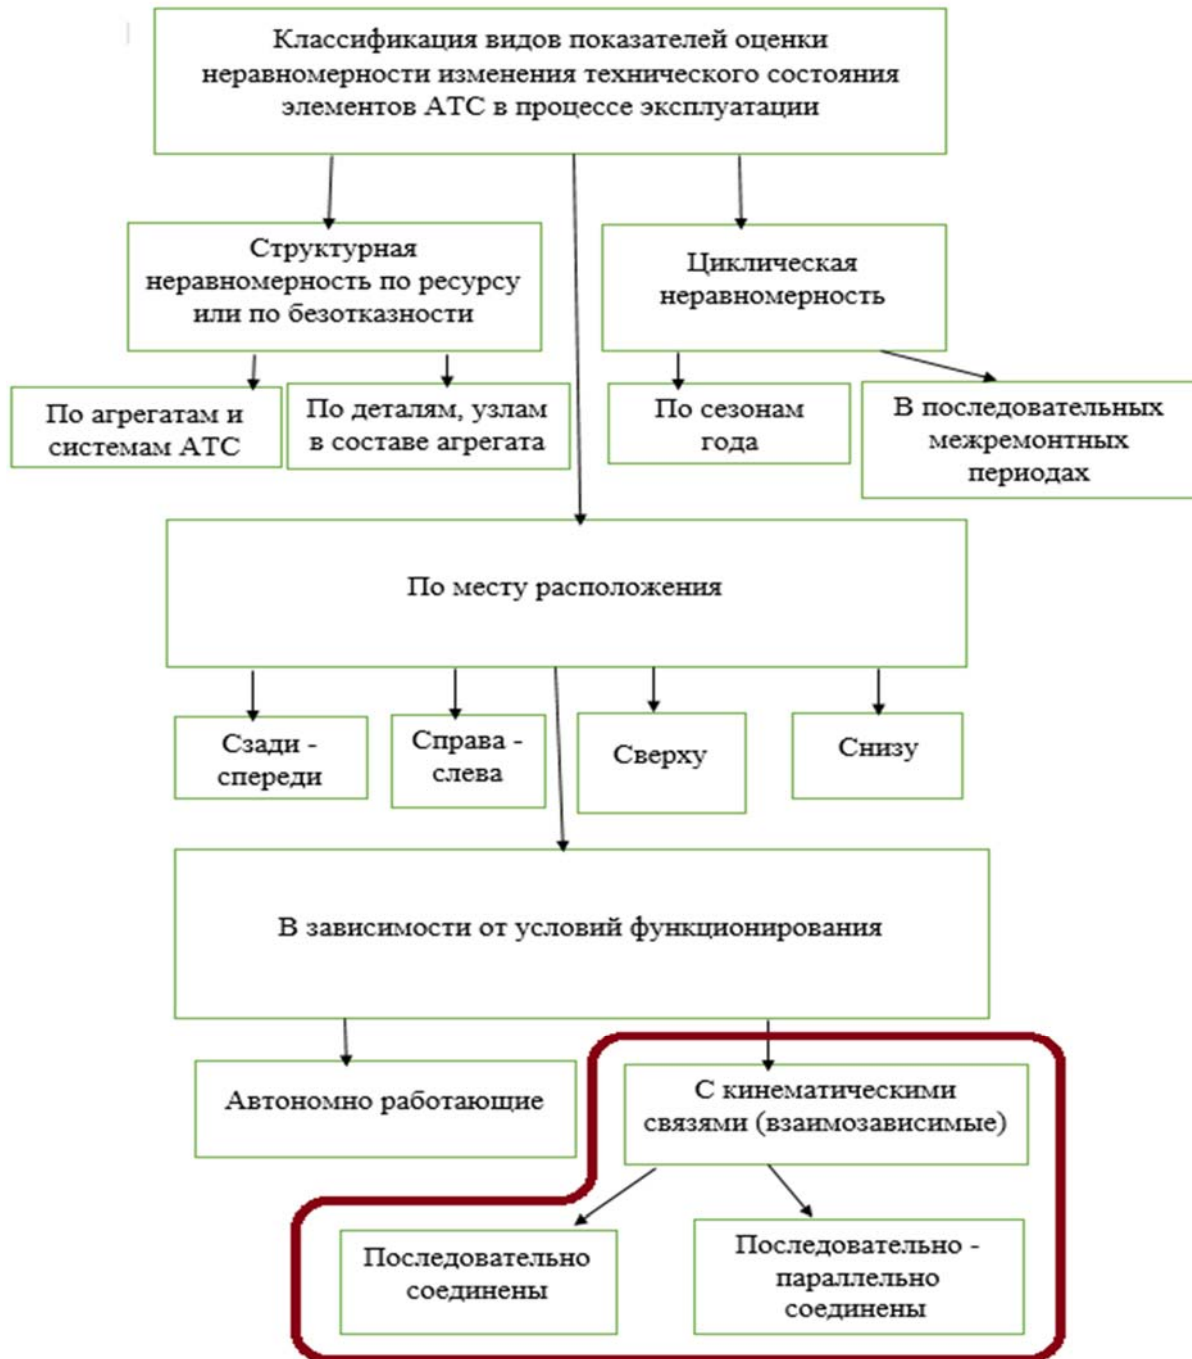 Классификация видов показателей оценки
неравномерности изменения технического состояния
элементов АТС в процессе эксплуатации
Структурная
неравномерность по ресурсу
или по безотказности
Циклическая
неравномерность
По агрегатам и
системам АТС
По деталям, узлам
в составе агрегата
По сезонам
года
В последовательных
межремонтных
периодах
По месту расположения
Сзади -
спереди
Справа -
слева
Сверху
Снизу
В зависимости от условий функционирования
Автономно работающие
С кинематическими
связями (взаимозависимые)
Последовательно
соединены
Последовательно -
параллельно
соединены